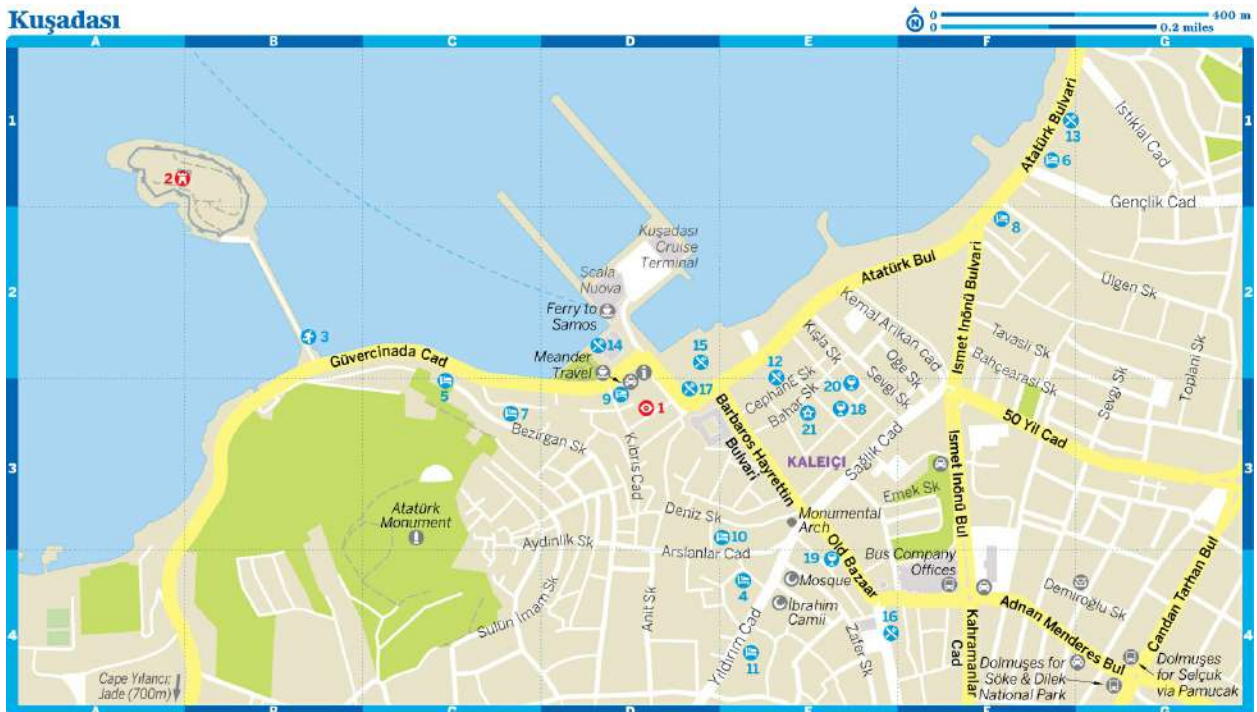 Kuşadası
0 400 m
0 0.2 miles
N
A B C D E F G
1
2
3
4
1
2
3
4
A B C D E F G
2
3
Kuşadası
Cruise
Terminal
Scala
Nuova
Ferry to
Samos
14
Meander
Travel
9
1
15
17
12
Güvercinada Cad
5
7
Bezirgan Sk
Kıbrıs Cad
Atatürk Bulvarı
13
6
İstiklal Cad
Gençlik Cad
8
Atatürk Bul
Ülgen Sk
İsmet İnönü Bulvarı
Kemal Arıkan cad
Kışla Sk
Öge Sk
Sevgi Sk
Cephane Sk
Bahar Sk
20
18
21
Tavaslı Sk
Bahçearası Sk
Sevgi Sk
Toplani Sk
50 Yıl Cad
Barbaros Hayrettin
Bulvarı
KALEIÇI
Sağlık Cad
Emek Sk
İsmet İnönü Bul
Atatürk
Monument
Aydınlık Sk
Deniz Sk
10
Arslanlar Cad
Monumental
Arch
Old Bazaar
19
Mosque
İbrahim
Camii
4
11
Yıldırım Cad
Zafer Sk
16
Sülün İmam Sk
Anıt Sk
Bus Company
Offices
Kahramanlar
Cad
Adnan Menderes Bul
Demiroğlu Sk
Candan Tarhan Bul
Dolmuşes for
Söke & Dilek
National Park
Dolmuşes
for Selçuk
via Pamucak
Cape Yılancı;
Jade (700m)